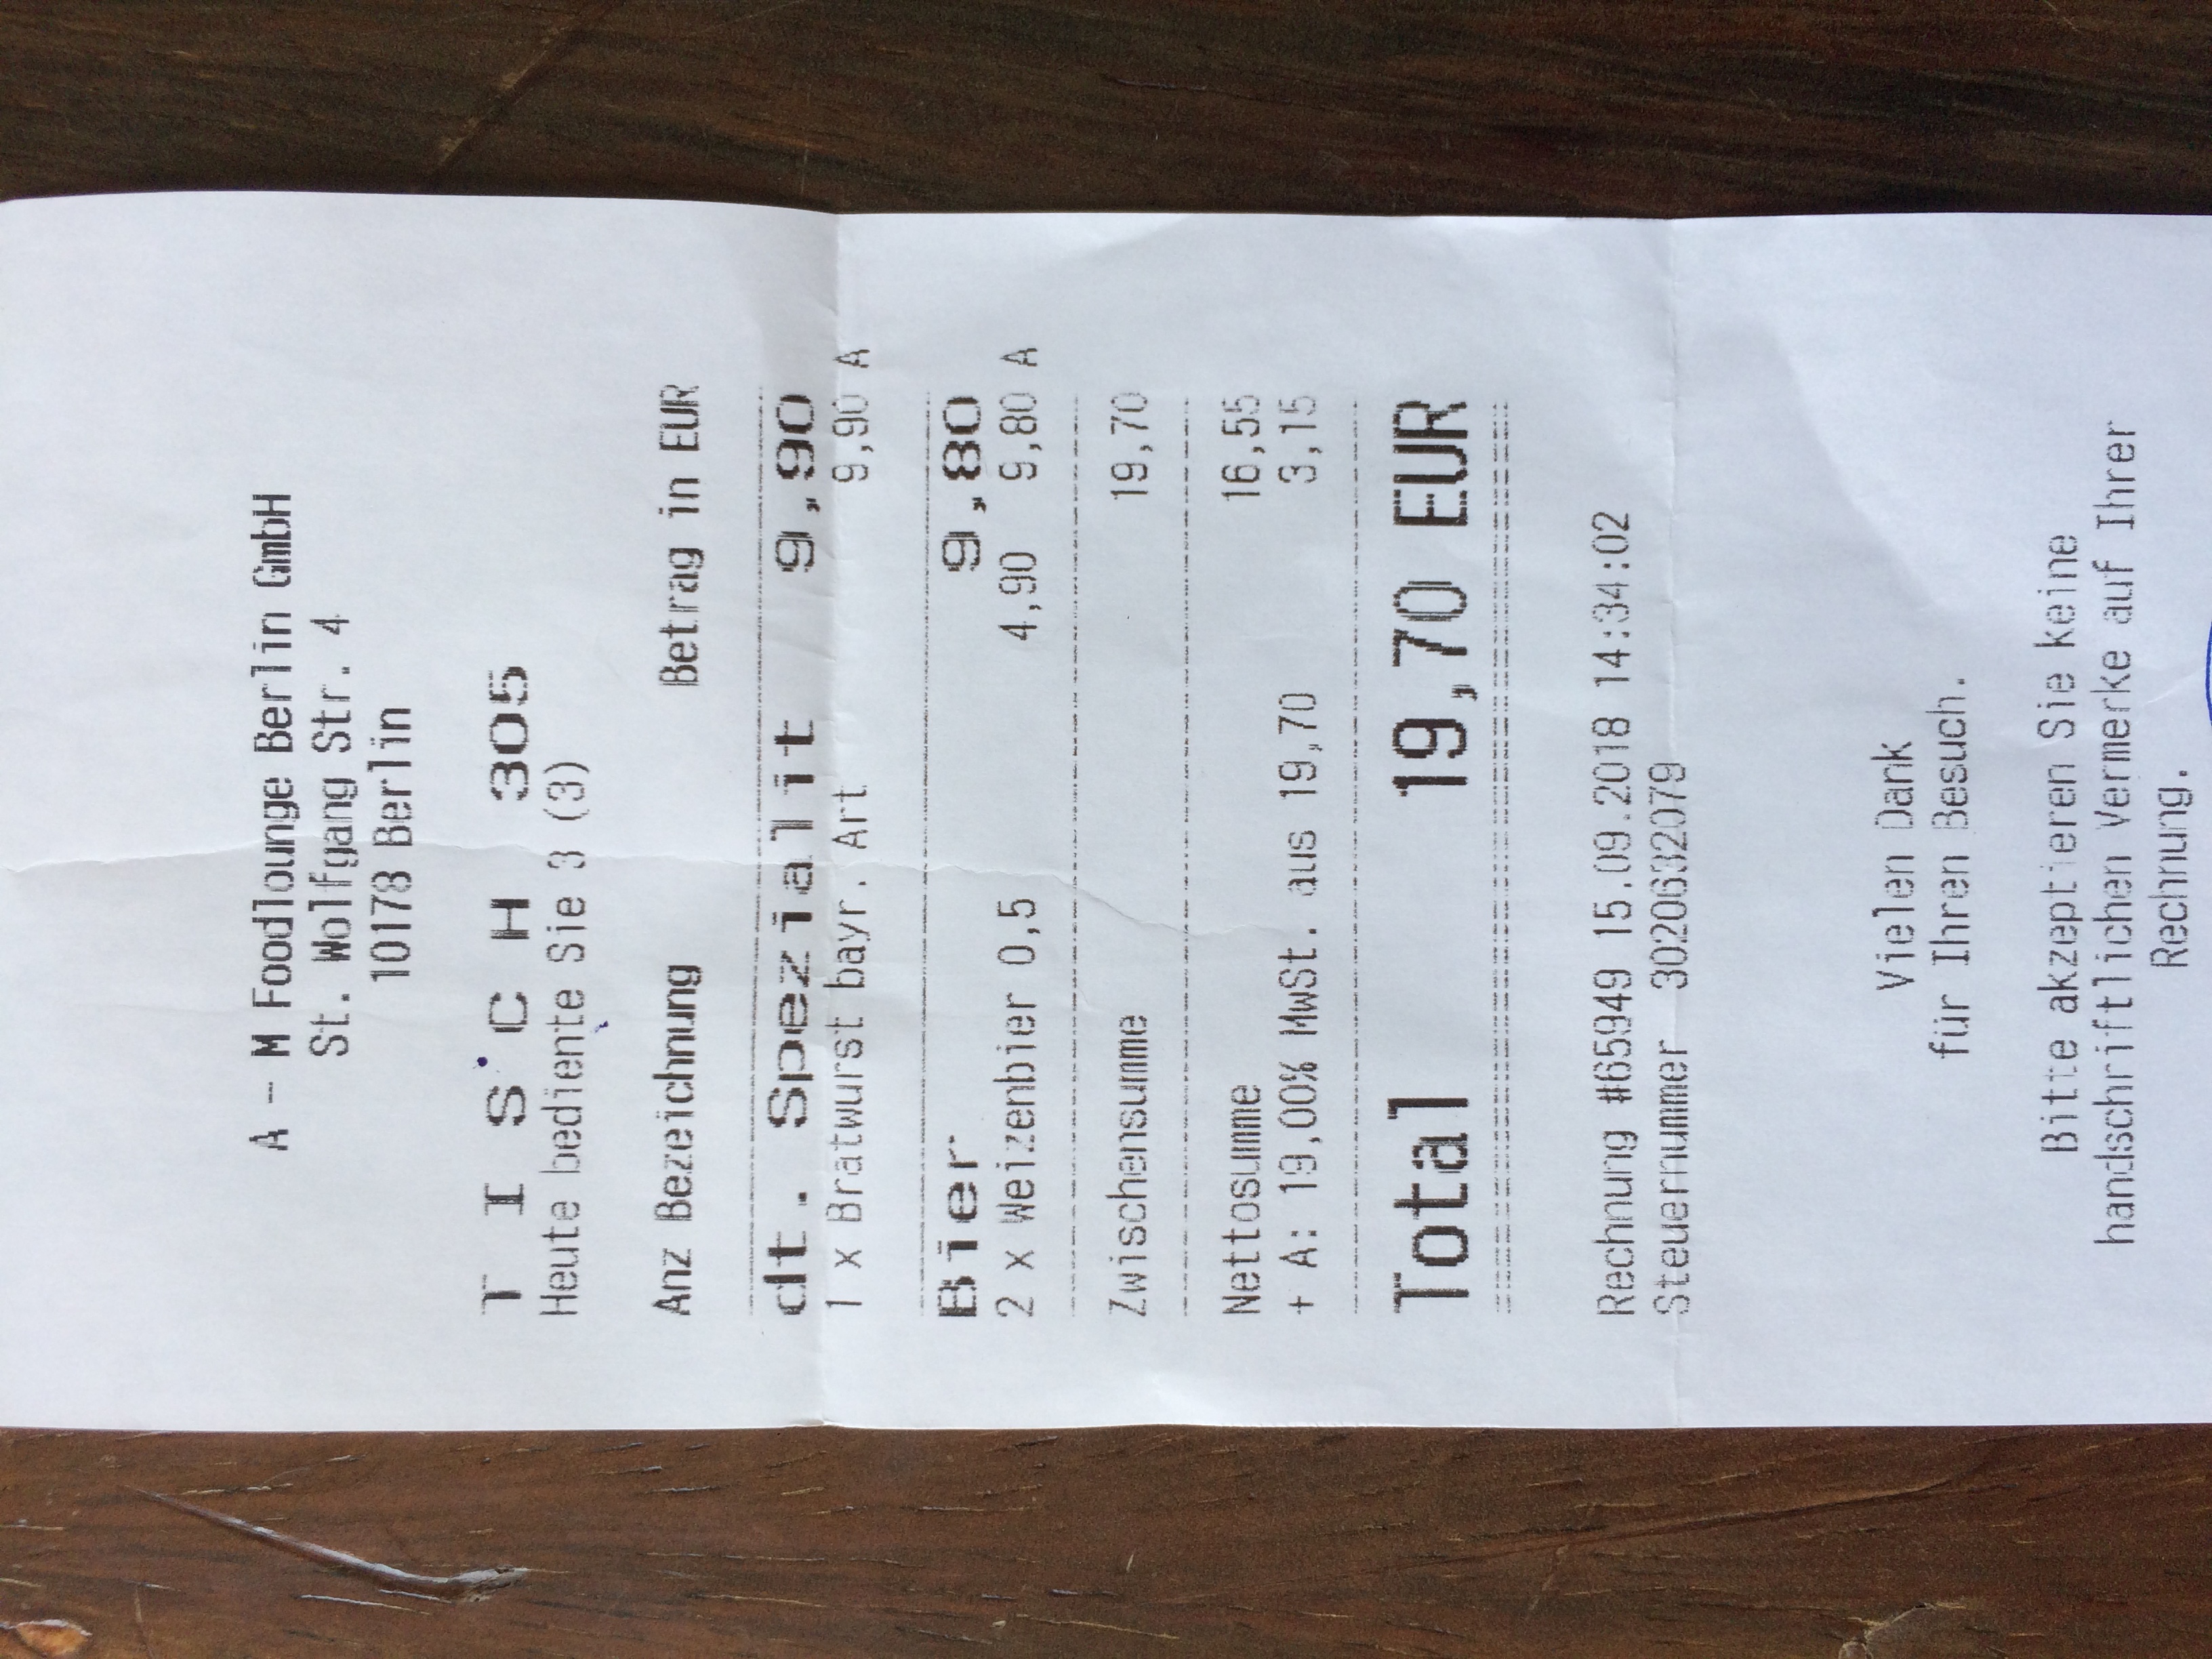 A - M Foodlounge Berlin GmbH
St. Wolfgang Str. 4
10178 Berlin
T I S C H 305
Heute bediente Sie 3 (3)
Anz Bezeichnung Betrag in EUR
dt. Spezialit 9,90
1 x Bratwurst bayr. Art 9,90 A
Bier 9,80
2 x Weizenbier 0,5 4,90 9,80 A
Zwischensumme 19,70
Nettosumme 16,55
+ A: 19,00% MwSt. aus 19,70 3,15
Total 19,70 EUR
Rechnung #65949 15.09.2018 14:34:02
Steuernummer 3020632079
Vielen Dank
für Ihren Besuch.
Bitte akzeptieren Sie keine
handschriftlichen Vermerke auf Ihrer
Rechnung.